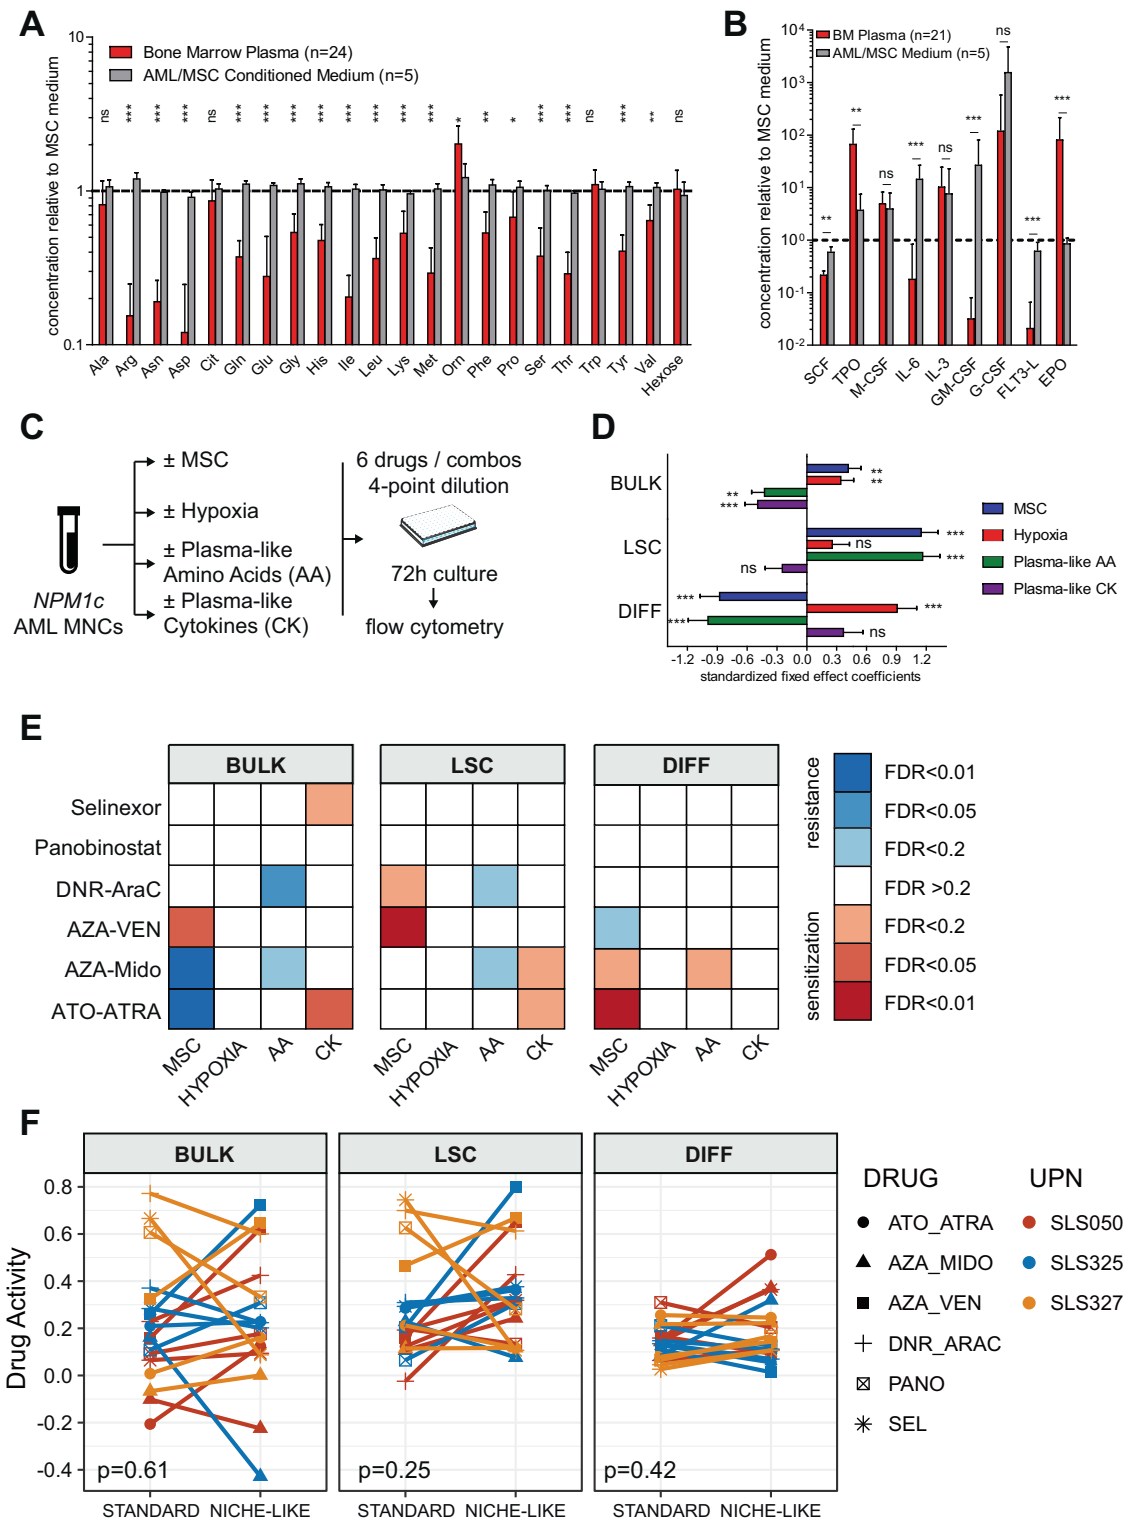 A
concentration relative to MSC medium
10
1
0.1
Bone Marrow Plasma (n=24)
AML/MSC Conditioned Medium (n=5)
ns *** *** *** ns *** *** *** *** *** *** *** *** * ** * *** *** ns *** ** ns
Ala Arg Asn Asp Cit Gln Glu Gly His Ile Leu Lys Met Orn Phe Pro Ser Thr Trp Tyr Val Hexose
B
concentration relative to MSC medium
10⁴
10³
10²
10¹
10⁰
10⁻¹
10⁻²
BM Plasma (n=21)
AML/MSC Medium (n=5)
** ** ns *** ns *** ns *** ***
SCF TPO M-CSF IL-6 IL-3 GM-CSF G-CSF FLT3-L EPO
C
NPM1c
AML MNCs
± MSC
± Hypoxia
± Plasma-like
Amino Acids (AA)
± Plasma-like
Cytokines (CK)
6 drugs / combos
4-point dilution
72h culture
flow cytometry
D
BULK
** ** ** ***
LSC
*** ns *** ns
DIFF
*** *** *** ns
-1.2 -0.9 -0.6 -0.3 0.0 0.3 0.6 0.9 1.2
standardized fixed effect coefficients
MSC
Hypoxia
Plasma-like AA
Plasma-like CK
E
BULK LSC DIFF
Selinexor
Panobinostat
DNR-AraC
AZA-VEN
AZA-Mido
ATO-ATRA
MSC HYPOXIA AA CK MSC HYPOXIA AA CK MSC HYPOXIA AA CK
resistance
sensitization
FDR<0.01
FDR<0.05
FDR<0.2
FDR >0.2
FDR<0.2
FDR<0.05
FDR<0.01
F
BULK LSC DIFF
Drug Activity
0.8
0.6
0.4
0.2
0.0
-0.2
-0.4
p=0.61 p=0.25 p=0.42
STANDARD NICHE-LIKE STANDARD NICHE-LIKE STANDARD NICHE-LIKE
DRUG
ATO_ATRA
AZA_MIDO
AZA_VEN
DNR_ARAC
PANO
SEL
UPN
SLS050
SLS325
SLS327